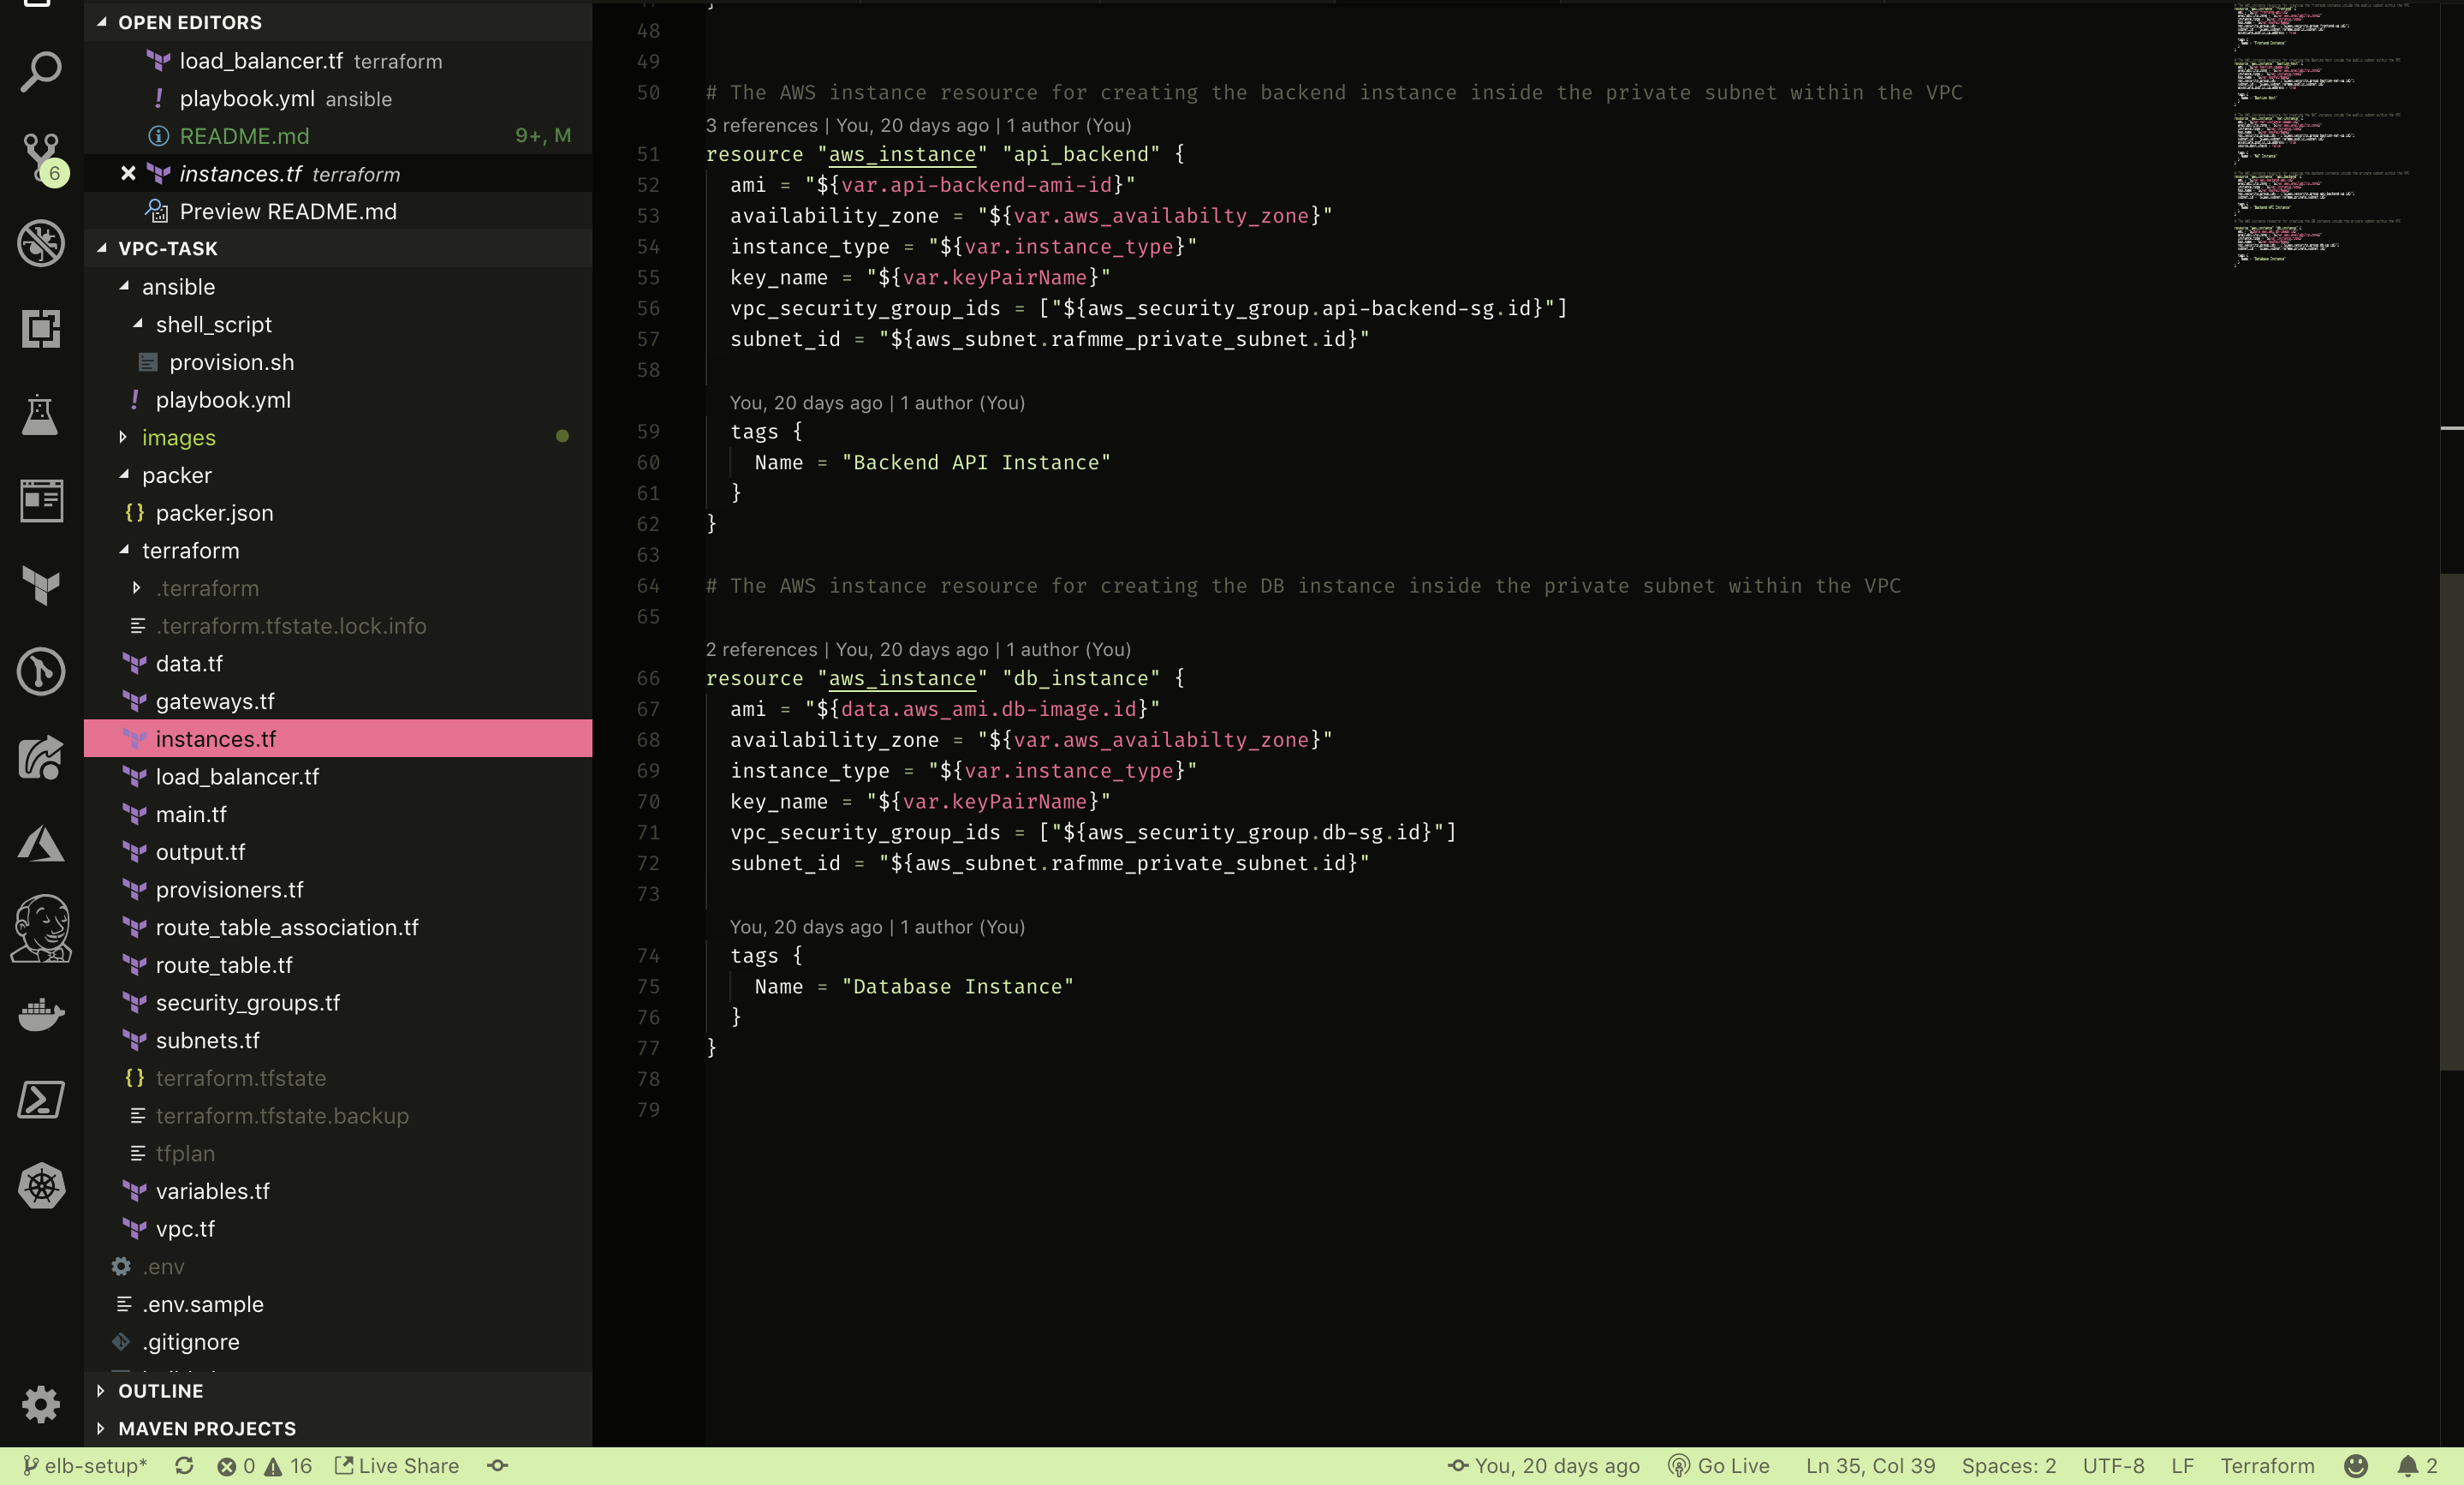 OPEN EDITORS
load_balancer.tf terraform
playbook.yml ansible
README.md 9+, M
instances.tf terraform
Preview README.md
VPC-TASK
ansible
shell_script
provision.sh
playbook.yml
images
packer
packer.json
terraform
.terraform
.terraform.tfstate.lock.info
data.tf
gateways.tf
instances.tf
load_balancer.tf
main.tf
output.tf
provisioners.tf
route_table_association.tf
route_table.tf
security_groups.tf
subnets.tf
terraform.tfstate
terraform.tfstate.backup
tfplan
variables.tf
vpc.tf
.env
.env.sample
.gitignore
OUTLINE
MAVEN PROJECTS
6
48
49
50 # The AWS instance resource for creating the backend instance inside the private subnet within the VPC
3 references | You, 20 days ago | 1 author (You)
51 resource "aws_instance" "api_backend" {
52 ami = "${var.api-backend-ami-id}"
53 availability_zone = "${var.aws_availabilty_zone}"
54 instance_type = "${var.instance_type}"
55 key_name = "${var.keyPairName}"
56 vpc_security_group_ids = ["${aws_security_group.api-backend-sg.id}"]
57 subnet_id = "${aws_subnet.rafmme_private_subnet.id}"
58
You, 20 days ago | 1 author (You)
59 tags {
60 Name = "Backend API Instance"
61 }
62 }
63
64 # The AWS instance resource for creating the DB instance inside the private subnet within the VPC
65
2 references | You, 20 days ago | 1 author (You)
66 resource "aws_instance" "db_instance" {
67 ami = "${data.aws_ami.db-image.id}"
68 availability_zone = "${var.aws_availabilty_zone}"
69 instance_type = "${var.instance_type}"
70 key_name = "${var.keyPairName}"
71 vpc_security_group_ids = ["${aws_security_group.db-sg.id}"]
72 subnet_id = "${aws_subnet.rafmme_private_subnet.id}"
73
You, 20 days ago | 1 author (You)
74 tags {
75 Name = "Database Instance"
76 }
77 }
78
79
elb-setup* 0 16 Live Share You, 20 days ago Go Live Ln 35, Col 39 Spaces: 2 UTF-8 LF Terraform 2